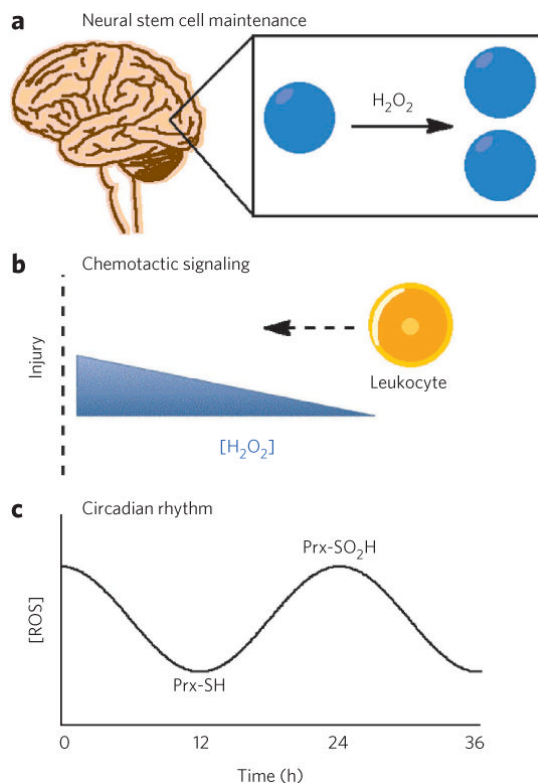 a Neural stem cell maintenance
H₂O₂
b Chemotactic signaling
Injury
Leukocyte
[H₂O₂]
c Circadian rhythm
Prx-SO₂H
[ROS]
Prx-SH
0 12 24 36
Time (h)